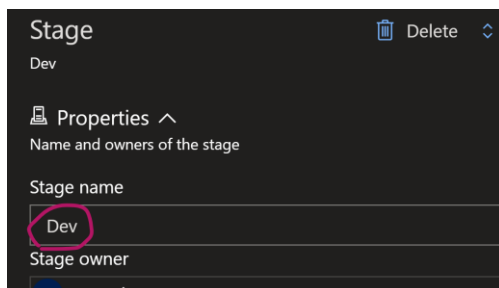 Stage
Delete
Dev
Properties
Name and owners of the stage
Stage name
Dev
Stage owner